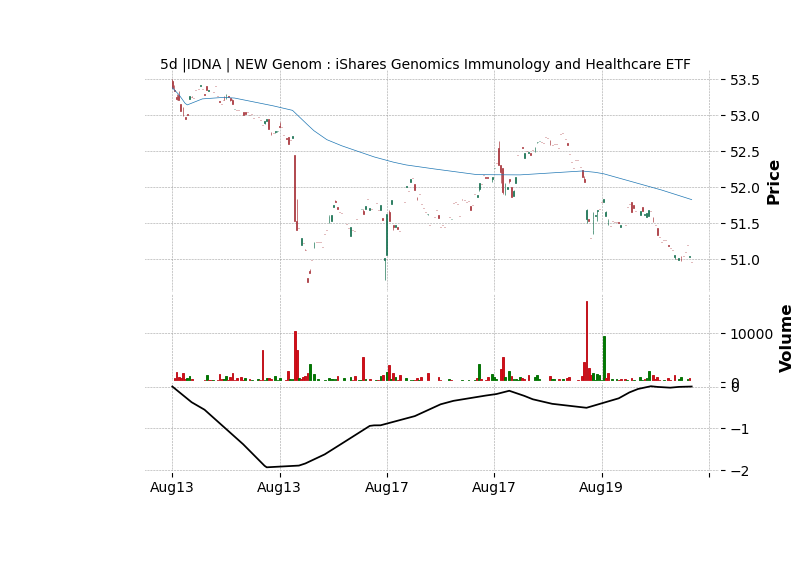 5d |IDNA | NEW Genom : iShares Genomics Immunology and Healthcare ETF
53.5
53.0
52.5
52.0
51.5
51.0
Price
10000
0
Volume
0
−1
−2
Aug13 Aug13 Aug17 Aug17 Aug19